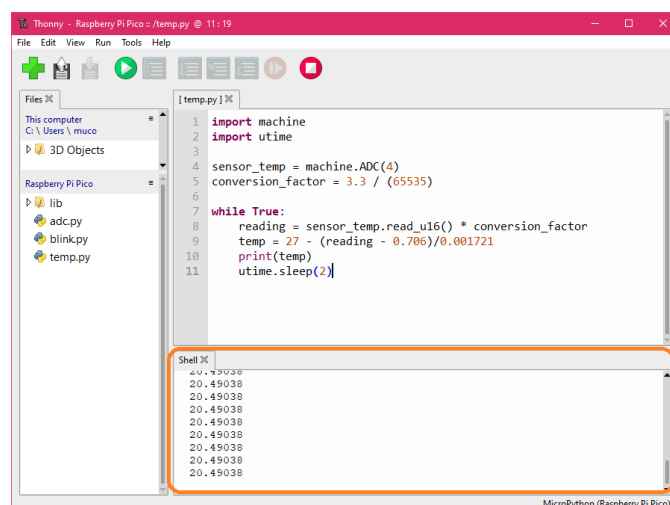 Thonny - Raspberry Pi Pico :: /temp.py @ 11:19
File Edit View Run Tools Help
Files
This computer
C: \ Users \ muco
3D Objects
Raspberry Pi Pico
lib
adc.py
blink.py
temp.py
[ temp.py ]
1 import machine
2 import utime
3
4 sensor_temp = machine.ADC(4)
5 conversion_factor = 3.3 / (65535)
6
7 while True:
8     reading = sensor_temp.read_u16() * conversion_factor
9     temp = 27 - (reading - 0.706)/0.001721
10     print(temp)
11     utime.sleep(2)
Shell
20.49038
20.49038
20.49038
20.49038
20.49038
20.49038
20.49038
20.49038
20.49038
MicroPython (Raspberry Pi Pico)